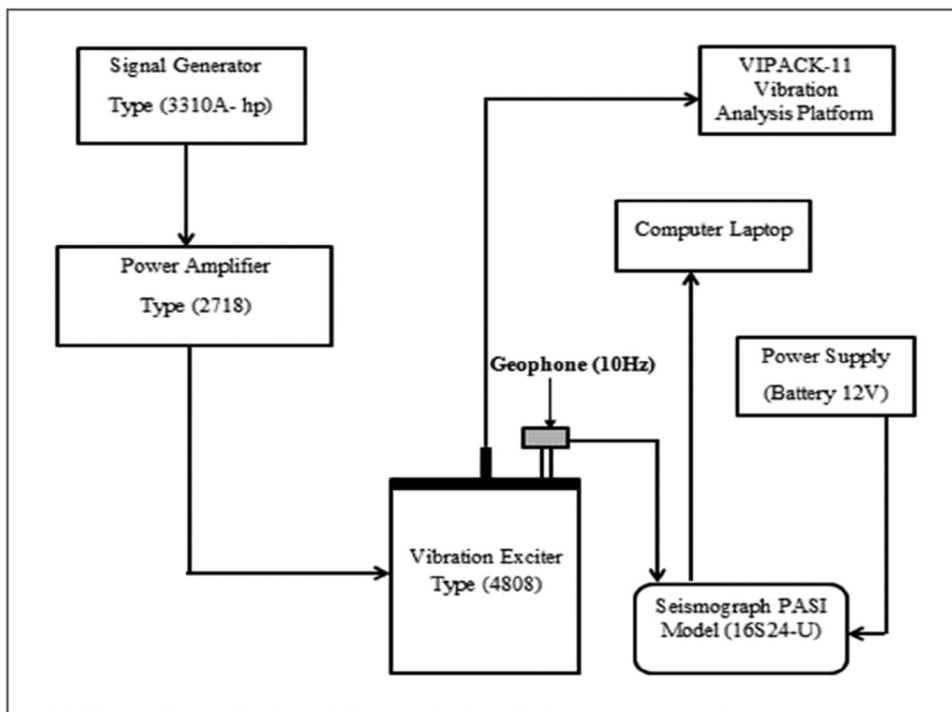 Signal Generator
Type (3310A- hp)
VIPACK-11
Vibration
Analysis Platform
Computer Laptop
Power Amplifier
Type (2718)
Geophone (10Hz)
Power Supply
(Battery 12V)
Vibration Exciter
Type (4808)
Seismograph PASI
Model (16S24-U)